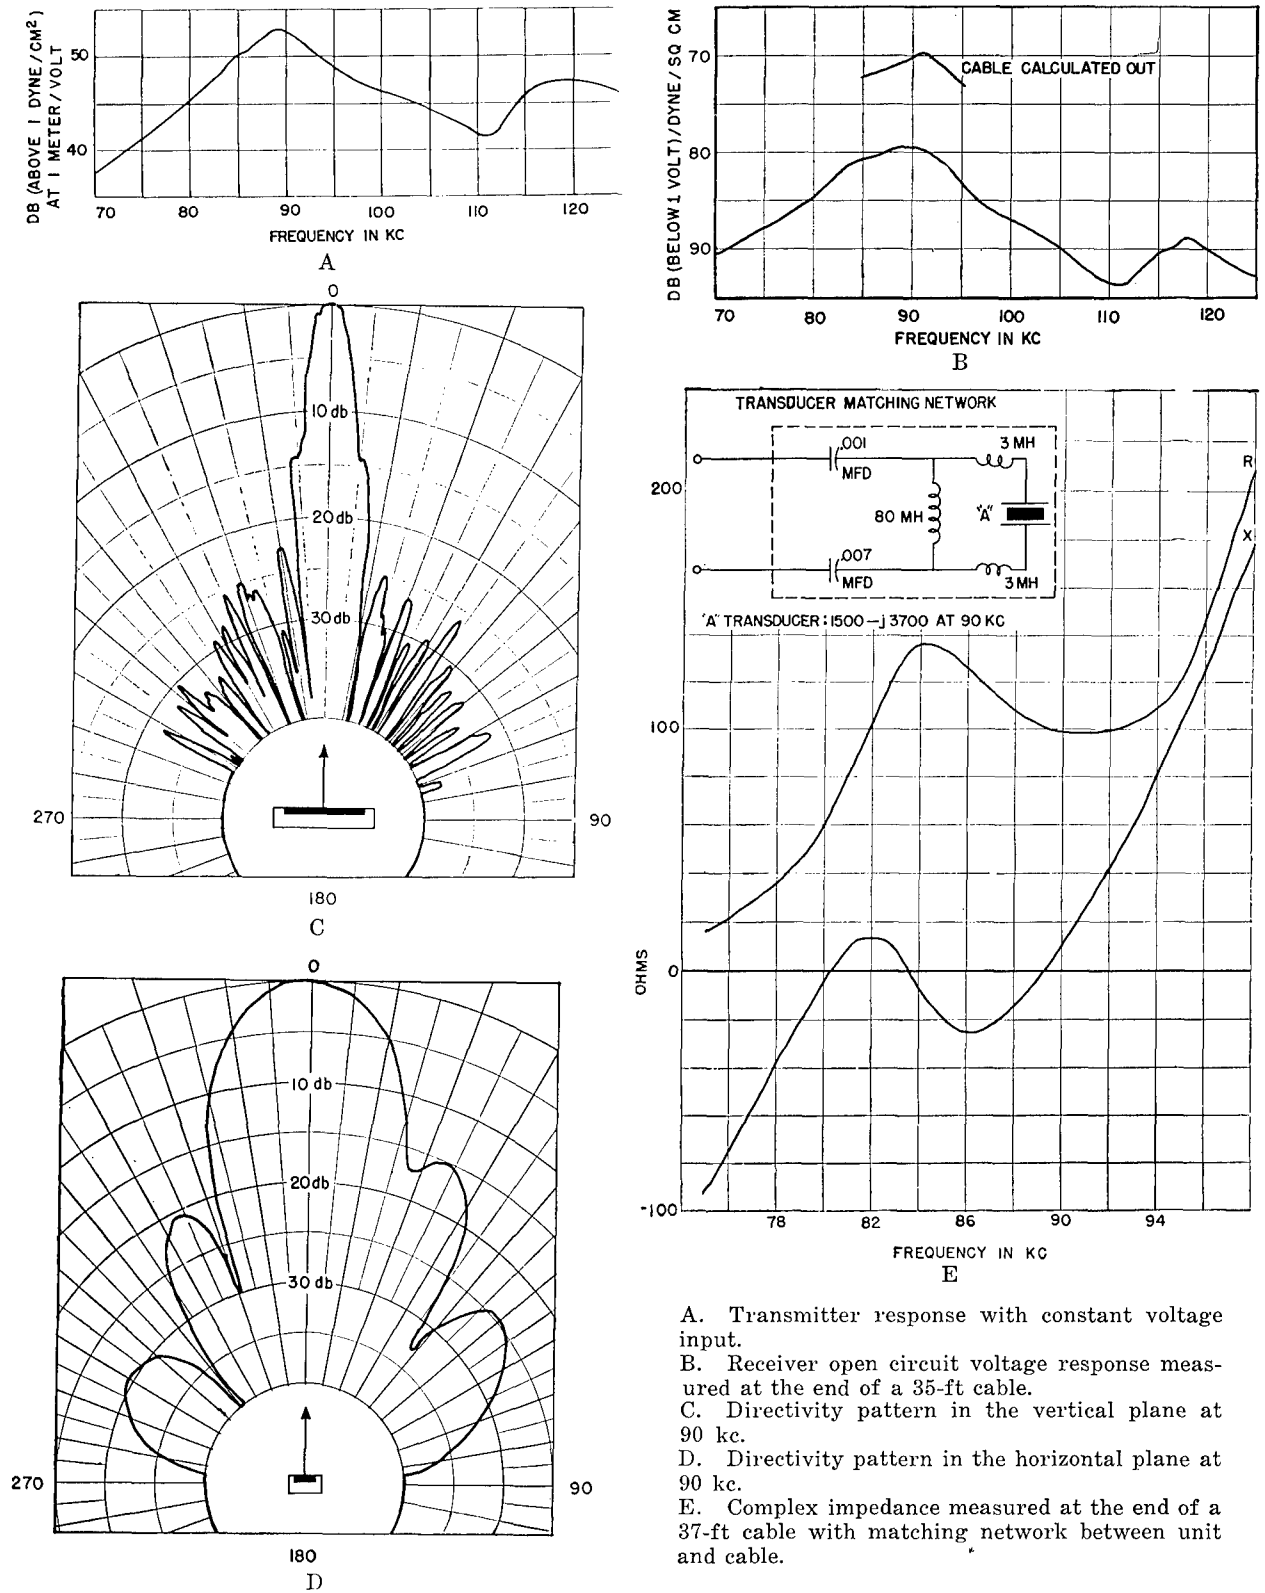 DB (ABOVE 1 DYNE/CM²
AT 1 METER/VOLT
50
40
70 80 90 100 110 120
FREQUENCY IN KC
A
DB (BELOW 1 VOLT)/DYNE/SQ CM
70
80
90
CABLE CALCULATED OUT
70 80 90 100 110 120
FREQUENCY IN KC
B
0
10 db
20 db
30 db
270
90
180
C
0
10 db
20 db
30 db
270
90
180
D
TRANSDUCER MATCHING NETWORK
.001
MFD
3 MH
80 MH
"A"
.007
MFD
3 MH
"A" TRANSDUCER: 1500 – j 3700 AT 90 KC
R
X
OHMS
200
100
0
-100
78 82 86 90 94
FREQUENCY IN KC
E
A. Transmitter response with constant voltage
input.
B. Receiver open circuit voltage response meas-
ured at the end of a 35-ft cable.
C. Directivity pattern in the vertical plane at
90 kc.
D. Directivity pattern in the horizontal plane at
90 kc.
E. Complex impedance measured at the end of a
37-ft cable with matching network between unit
and cable.